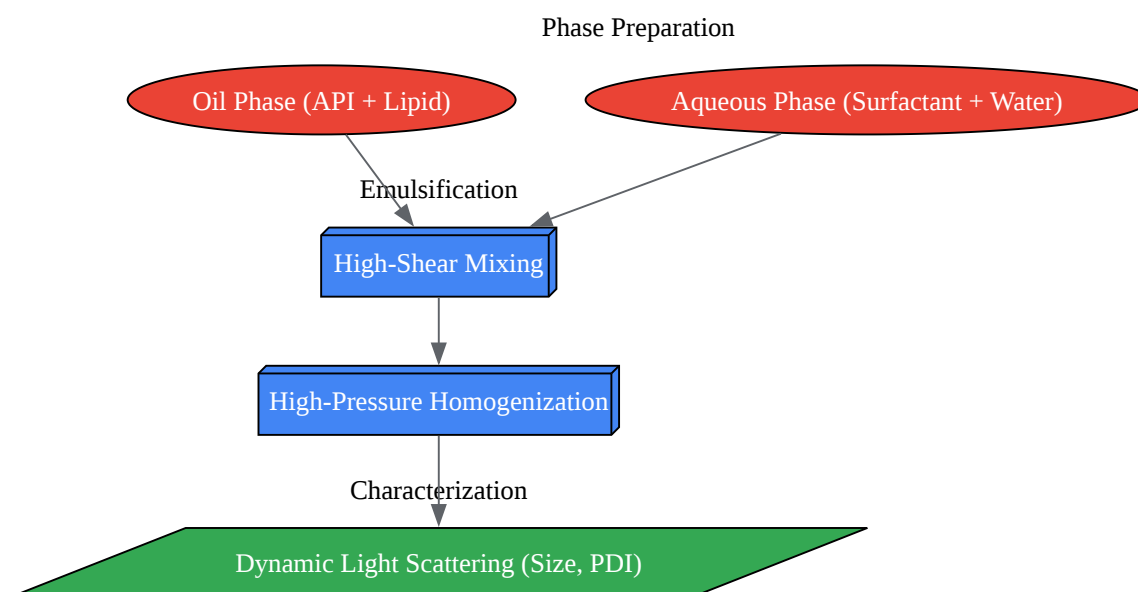 Phase Preparation
Oil Phase (API + Lipid)
Aqueous Phase (Surfactant + Water)
Emulsification
High-Shear Mixing
High-Pressure Homogenization
Characterization
Dynamic Light Scattering (Size, PDI)